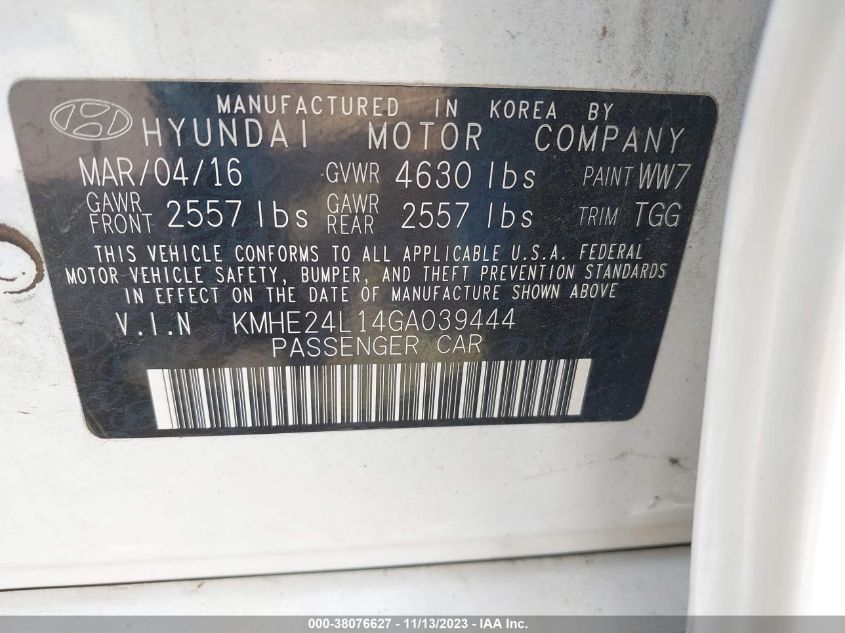 MANUFACTURED IN KOREA BY
HYUNDAI MOTOR COMPANY
MAR/04/16 GVWR 4630 lbs PAINT WW7
GAWR FRONT 2557 lbs GAWR REAR 2557 lbs TRIM TGG
THIS VEHICLE CONFORMS TO ALL APPLICABLE U.S.A. FEDERAL
MOTOR VEHICLE SAFETY, BUMPER, AND THEFT PREVENTION STANDARDS
IN EFFECT ON THE DATE OF MANUFACTURE SHOWN ABOVE
V.I.N KMHE24L14GA039444
PASSENGER CAR
000-38076627 - 11/13/2023 - IAA Inc.